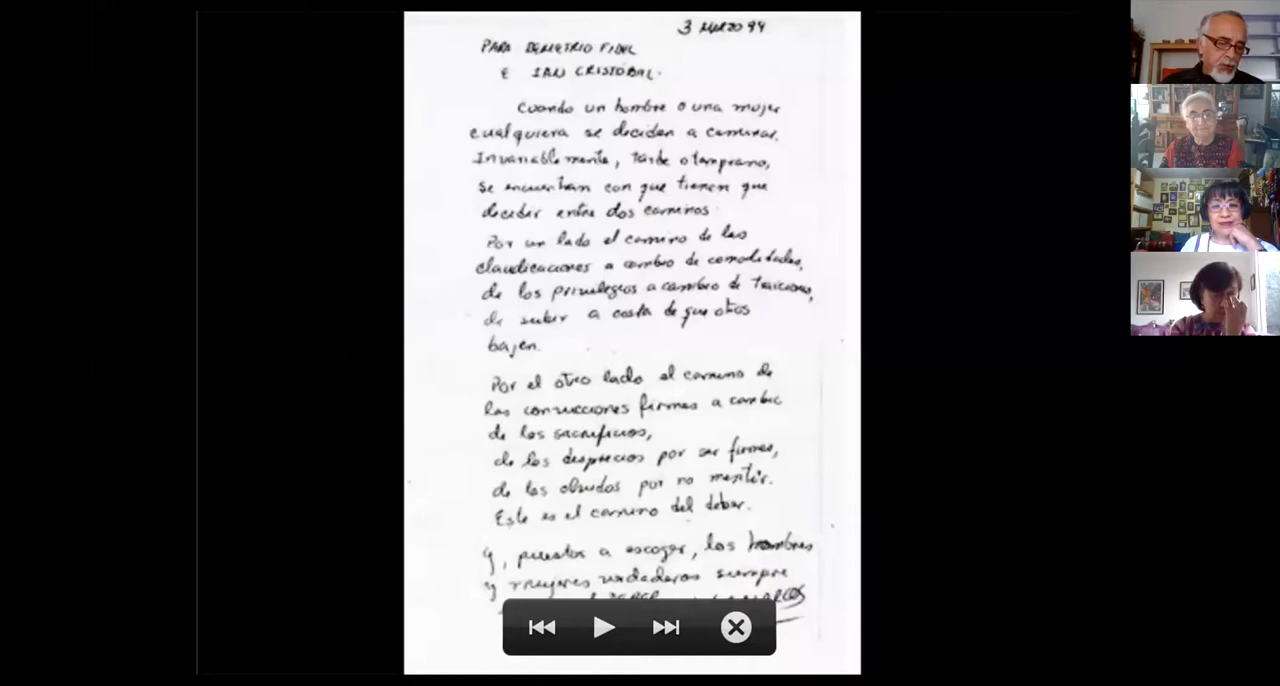 3 MARZO 94
PARA DEMETRIO FIDEL
E IAN CRISTOBAL.
Cuando un hombre o una mujer
cualquiera se deciden a caminar.
Invariablemente, tarde o temprano,
se encuentran con que tienen que
decidir entre dos caminos:
Por un lado el camino de las
claudicaciones a cambio de comodidades,
de los privilegios a cambio de traiciones,
de subir a costa de que otros
bajen.
Por el otro lado el camino de
las convicciones firmes a cambio
de los sacrificios,
de los desprecios por ser firmes,
de los olvidos por no mentir.
Este es el camino del deber.
Y, puestos a escoger, los hombres
y mujeres verdaderos siempre